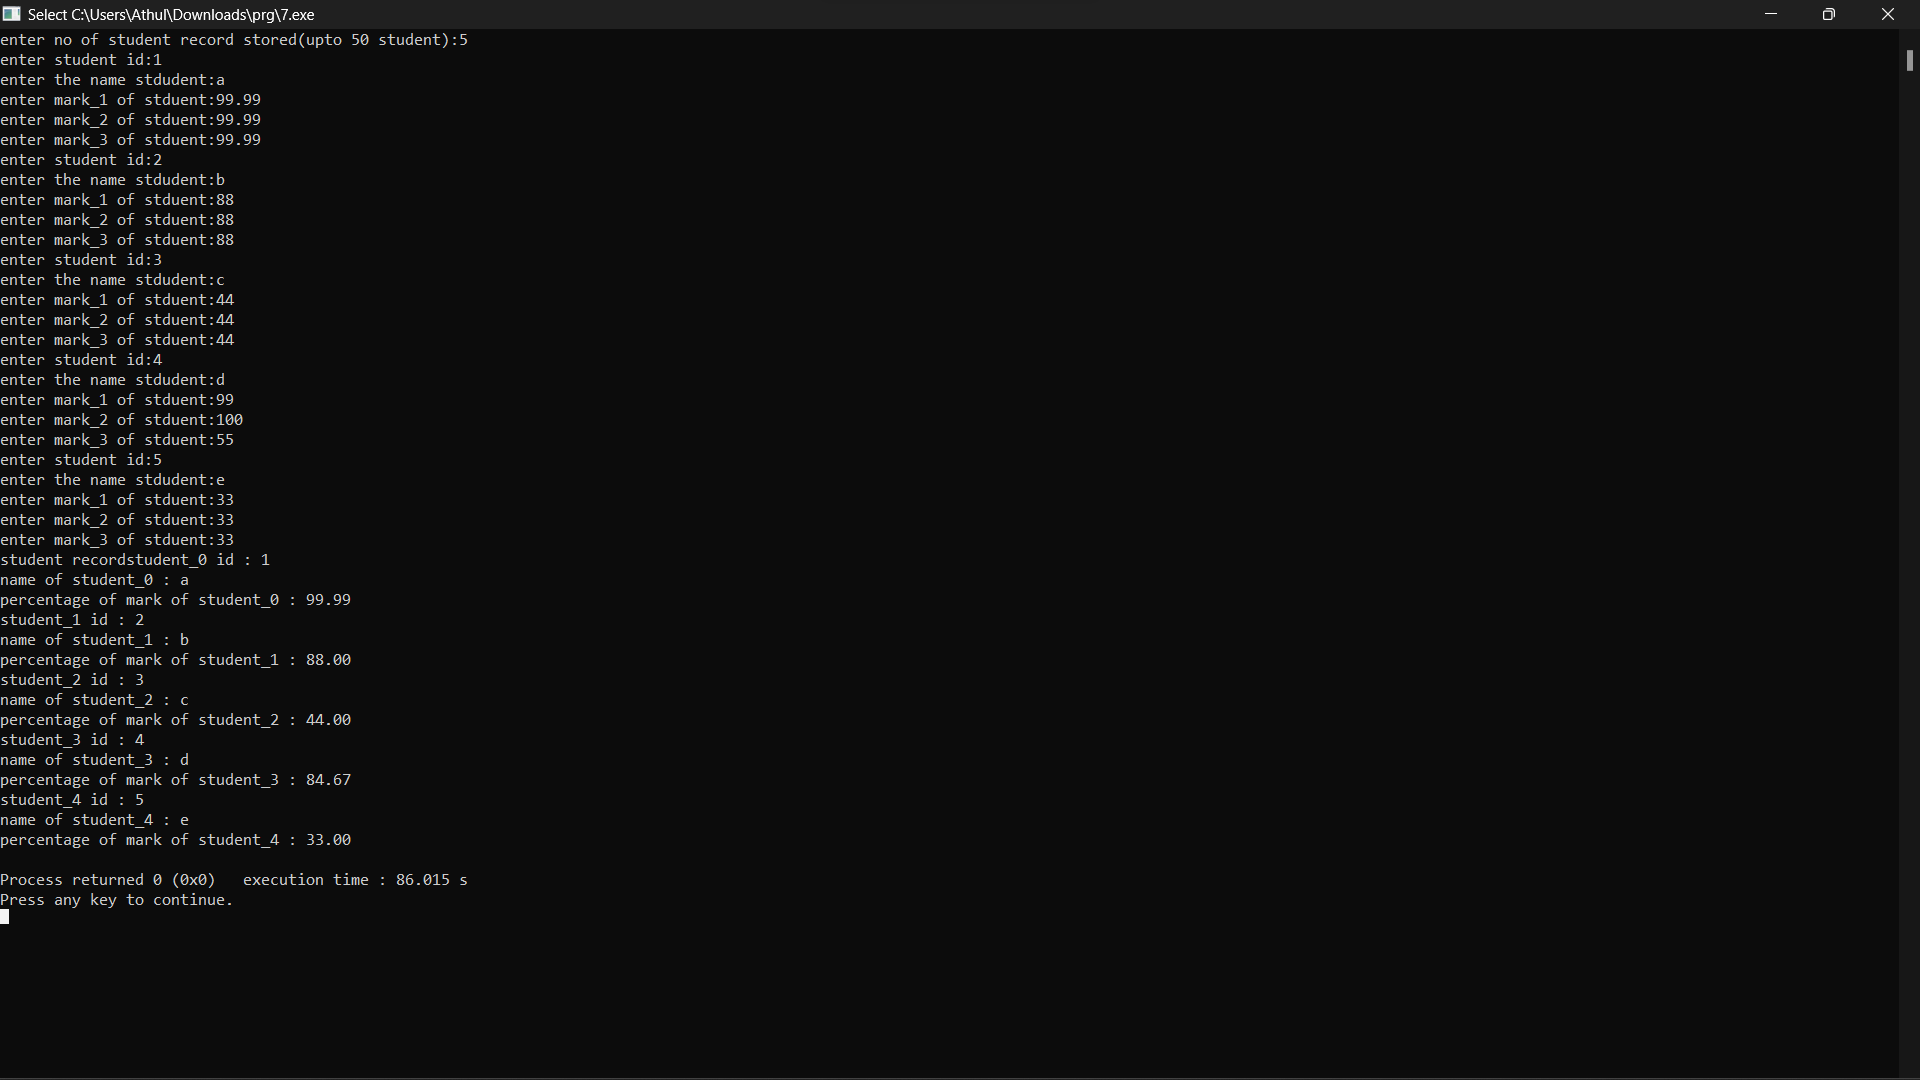 Select C:\Users\Athul\Downloads\prg\7.exe
enter no of student record stored(upto 50 student):5
enter student id:1
enter the name stdudent:a
enter mark_1 of stduent:99.99
enter mark_2 of stduent:99.99
enter mark_3 of stduent:99.99
enter student id:2
enter the name stdudent:b
enter mark_1 of stduent:88
enter mark_2 of stduent:88
enter mark_3 of stduent:88
enter student id:3
enter the name stdudent:c
enter mark_1 of stduent:44
enter mark_2 of stduent:44
enter mark_3 of stduent:44
enter student id:4
enter the name stdudent:d
enter mark_1 of stduent:99
enter mark_2 of stduent:100
enter mark_3 of stduent:55
enter student id:5
enter the name stdudent:e
enter mark_1 of stduent:33
enter mark_2 of stduent:33
enter mark_3 of stduent:33
student recordstudent_0 id : 1
name of student_0 : a
percentage of mark of student_0 : 99.99
student_1 id : 2
name of student_1 : b
percentage of mark of student_1 : 88.00
student_2 id : 3
name of student_2 : c
percentage of mark of student_2 : 44.00
student_3 id : 4
name of student_3 : d
percentage of mark of student_3 : 84.67
student_4 id : 5
name of student_4 : e
percentage of mark of student_4 : 33.00
Process returned 0 (0x0)   execution time : 86.015 s
Press any key to continue.